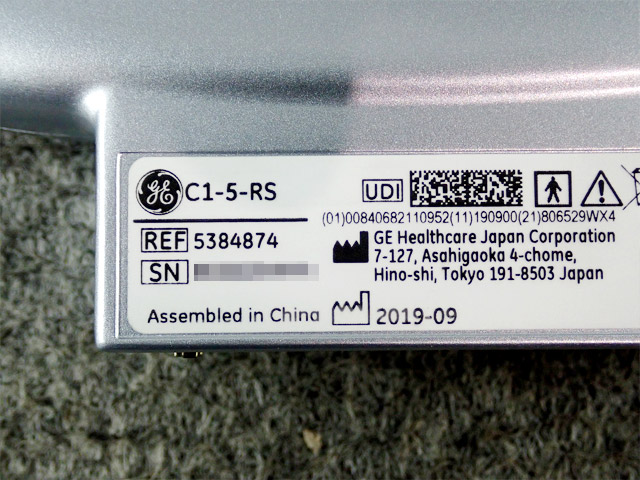 GE C1-5-RS
UDI
(01)00840682110952(11)190900(21)806529WX4
REF 5384874
GE Healthcare Japan Corporation
7-127, Asahigaoka 4-chome,
Hino-shi, Tokyo 191-8503 Japan
SN
Assembled in China
2019-09